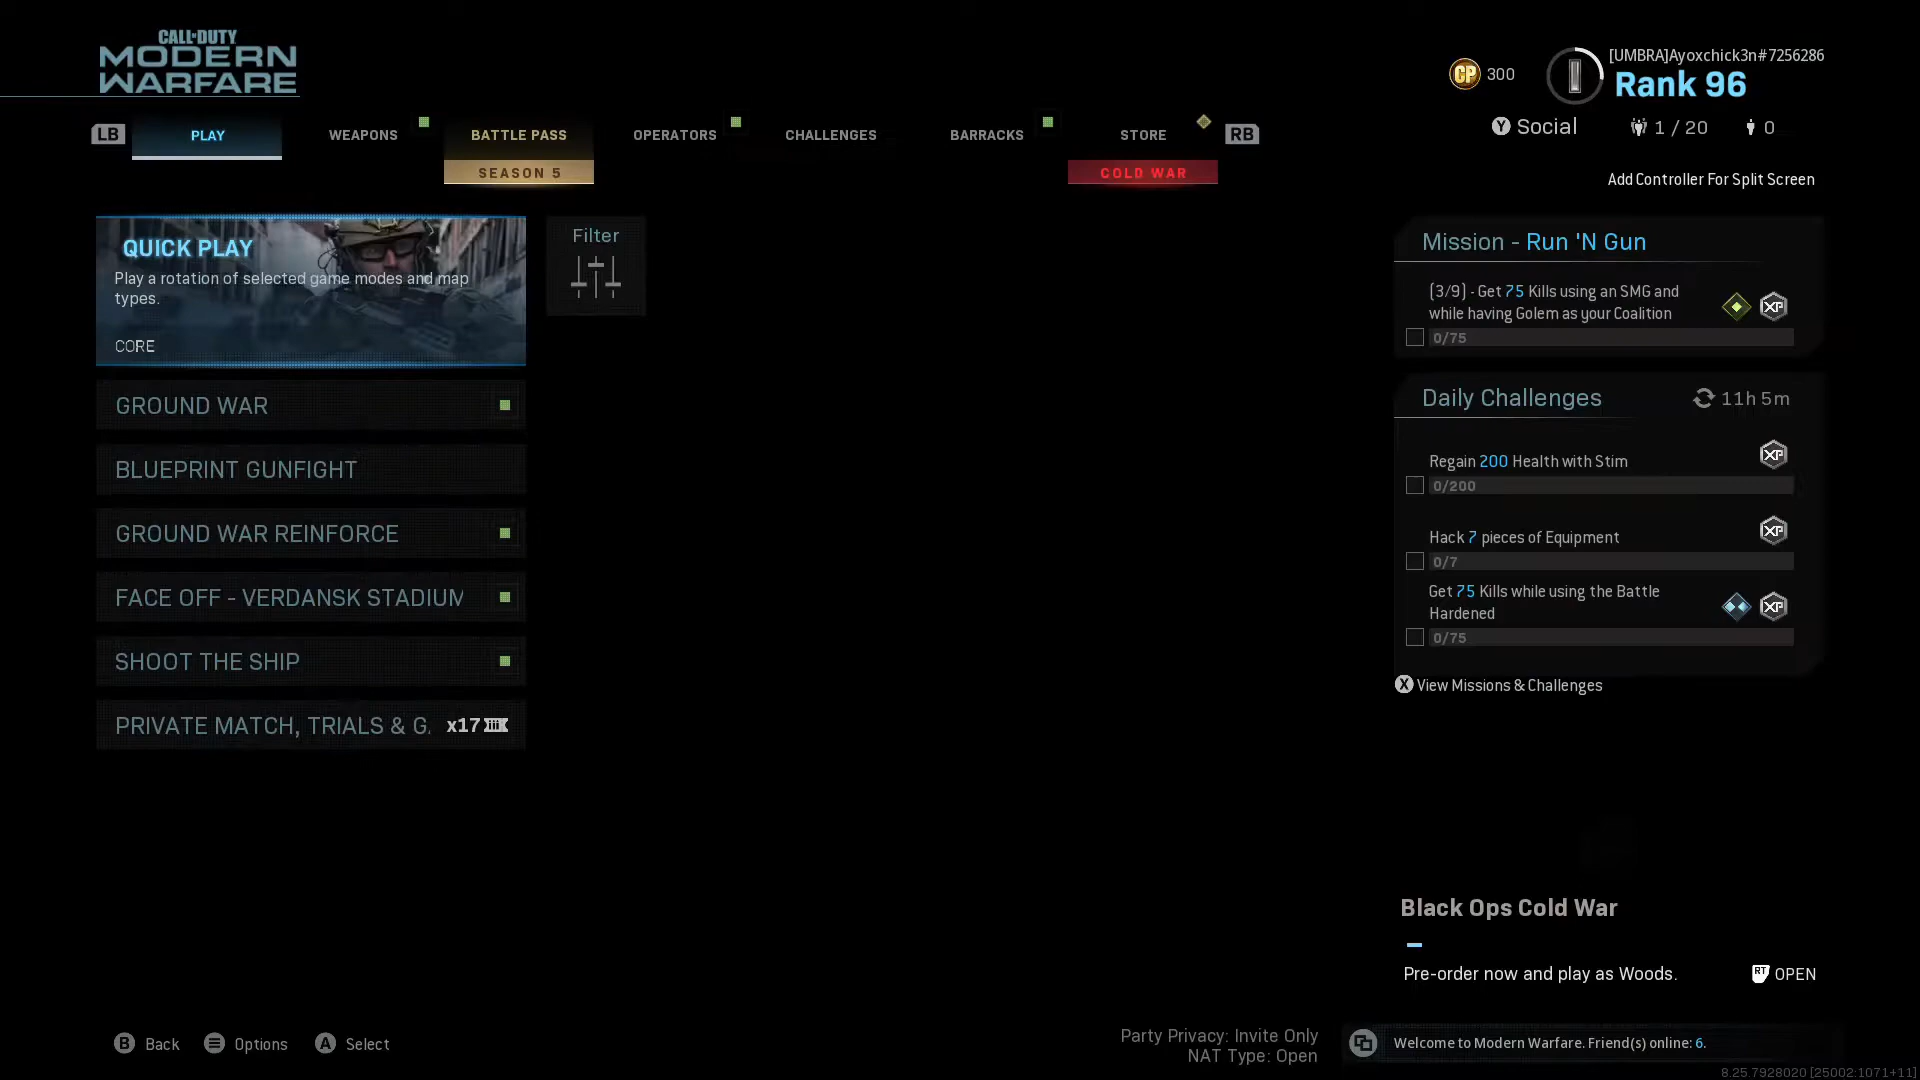 CALL OF DUTY
MODERN
WARFARE
GP 300
[UMBRA]Ayoxchick3n#7256286
Rank 96
LB
PLAY
WEAPONS
BATTLE PASS
OPERATORS
CHALLENGES
BARRACKS
STORE
RB
Y Social
1 / 20
0
SEASON 5
COLD WAR
Add Controller For Split Screen
QUICK PLAY
Play a rotation of selected game modes and map
types.
CORE
Filter
GROUND WAR
BLUEPRINT GUNFIGHT
GROUND WAR REINFORCE
FACE OFF - VERDANSK STADIUM
SHOOT THE SHIP
PRIVATE MATCH, TRIALS & G.
x17
Mission - Run 'N Gun
(3/9) - Get 75 Kills using an SMG and
while having Golem as your Coalition
XP
0/75
Daily Challenges
11h 5m
Regain 200 Health with Stim
XP
0/200
Hack 7 pieces of Equipment
XP
0/7
Get 75 Kills while using the Battle
Hardened
XP
0/75
X View Missions & Challenges
Black Ops Cold War
Pre-order now and play as Woods.
RT OPEN
B Back
Options
A Select
Party Privacy: Invite Only
NAT Type: Open
Welcome to Modern Warfare. Friend(s) online: 6.
8.25.7928020 [25002:1071+11]